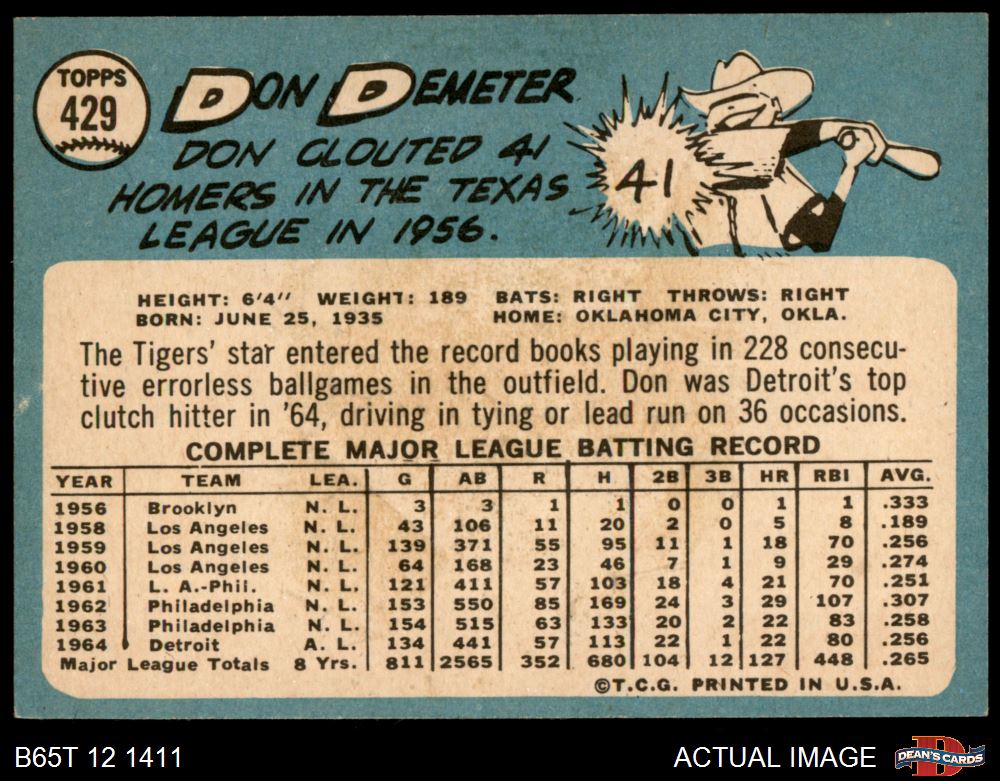 TOPPS
429
DON DEMETER
DON CLOUTED 41
HOMERS IN THE TEXAS
LEAGUE IN 1956.
41
HEIGHT: 6'4" WEIGHT: 189 BATS: RIGHT THROWS: RIGHT
BORN: JUNE 25, 1935 HOME: OKLAHOMA CITY, OKLA.
The Tigers' star entered the record books playing in 228 consecu-
tive errorless ballgames in the outfield. Don was Detroit's top
clutch hitter in '64, driving in tying or lead run on 36 occasions.
COMPLETE MAJOR LEAGUE BATTING RECORD
YEAR TEAM LEA. G AB R H 2B 3B HR RBI AVG.
1956 Brooklyn N. L. 3 3 1 1 0 0 1 1 .333
1958 Los Angeles N. L. 43 106 11 20 2 0 5 8 .189
1959 Los Angeles N. L. 139 371 55 95 11 1 18 70 .256
1960 Los Angeles N. L. 64 168 23 46 7 1 9 29 .274
1961 L. A.-Phil. N. L. 121 411 57 103 18 4 21 70 .251
1962 Philadelphia N. L. 153 550 85 169 24 3 29 107 .307
1963 Philadelphia N. L. 154 515 63 133 20 2 22 83 .258
1964 Detroit A. L. 134 441 57 113 22 1 22 80 .256
Major League Totals 8 Yrs. 811 2565 352 680 104 12 127 448 .265
©T.C.G. PRINTED IN U.S.A.
B65T 12 1411 ACTUAL IMAGE
DEAN'S CARDS